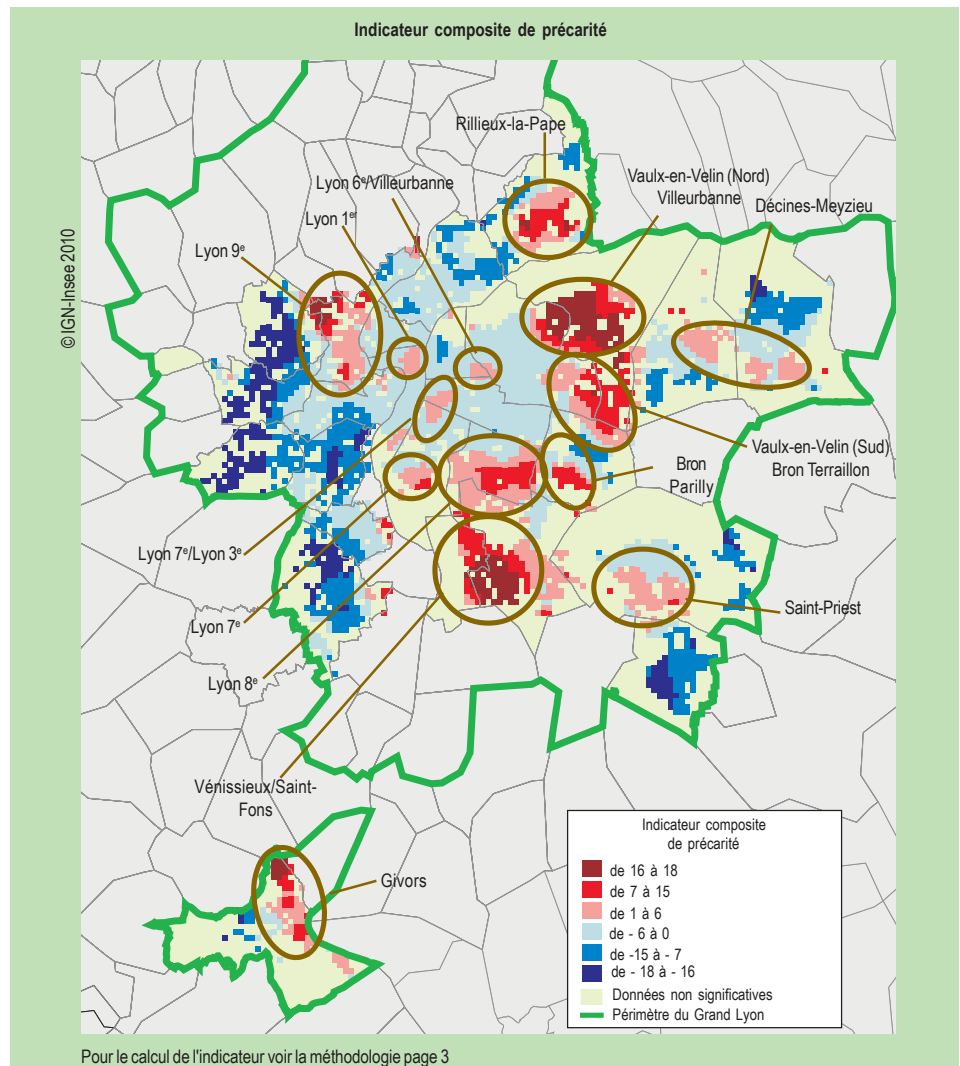 Indicateur composite de précarité
©IGN-Insee 2010
Rillieux-la-Pape
Lyon 6e/Villeurbanne
Vaulx-en-Velin (Nord)
Villeurbanne
Décines-Meyzieu
Lyon 1er
Lyon 9e
Vaulx-en-Velin (Sud)
Bron Terraillon
Bron
Parilly
Lyon 7e/Lyon 3e
Lyon 7e
Saint-Priest
Lyon 8e
Vénissieux/Saint-
Fons
Givors
Indicateur composite
de précarité
de 16 à 18
de 7 à 15
de 1 à 6
de - 6 à 0
de -15 à - 7
de - 18 à - 16
Données non significatives
Périmètre du Grand Lyon
Pour le calcul de l'indicateur voir la méthodologie page 3